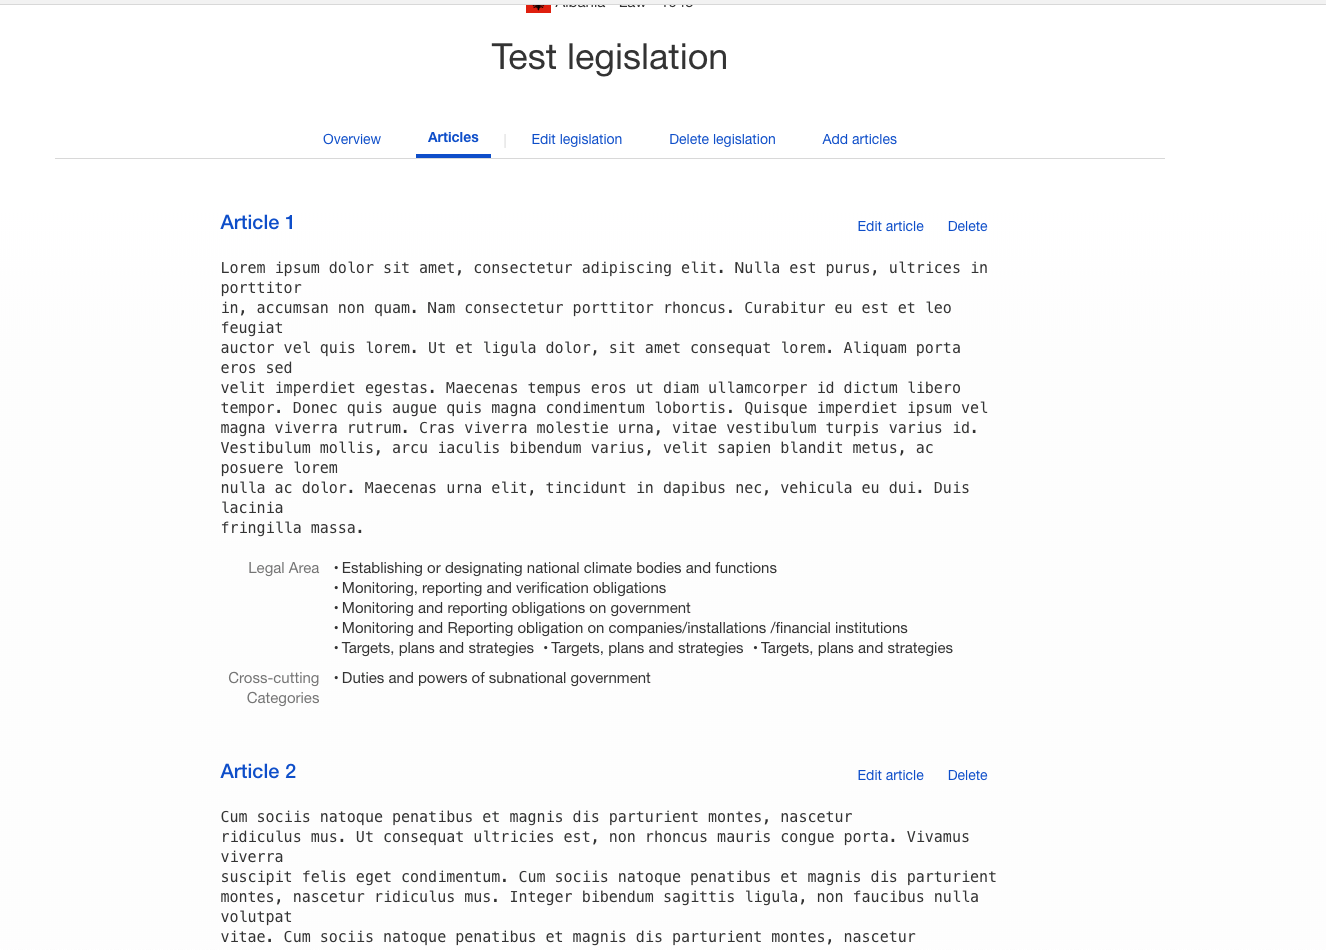 Test legislation
Overview Articles Edit legislation Delete legislation Add articles
Article 1 Edit article Delete
Lorem ipsum dolor sit amet, consectetur adipiscing elit. Nulla est purus, ultrices in
porttitor
in, accumsan non quam. Nam consectetur porttitor rhoncus. Curabitur eu est et leo
feugiat
auctor vel quis lorem. Ut et ligula dolor, sit amet consequat lorem. Aliquam porta
eros sed
velit imperdiet egestas. Maecenas tempus eros ut diam ullamcorper id dictum libero
tempor. Donec quis augue quis magna condimentum lobortis. Quisque imperdiet ipsum vel
magna viverra rutrum. Cras viverra molestie urna, vitae vestibulum turpis varius id.
Vestibulum mollis, arcu iaculis bibendum varius, velit sapien blandit metus, ac
posuere lorem
nulla ac dolor. Maecenas urna elit, tincidunt in dapibus nec, vehicula eu dui. Duis
lacinia
fringilla massa.
Legal Area • Establishing or designating national climate bodies and functions
• Monitoring, reporting and verification obligations
• Monitoring and reporting obligations on government
• Monitoring and Reporting obligation on companies/installations /financial institutions
• Targets, plans and strategies • Targets, plans and strategies • Targets, plans and strategies
Cross-cutting • Duties and powers of subnational government
Categories
Article 2 Edit article Delete
Cum sociis natoque penatibus et magnis dis parturient montes, nascetur
ridiculus mus. Ut consequat ultricies est, non rhoncus mauris congue porta. Vivamus
viverra
suscipit felis eget condimentum. Cum sociis natoque penatibus et magnis dis parturient
montes, nascetur ridiculus mus. Integer bibendum sagittis ligula, non faucibus nulla
volutpat
vitae. Cum sociis natoque penatibus et magnis dis parturient montes, nascetur